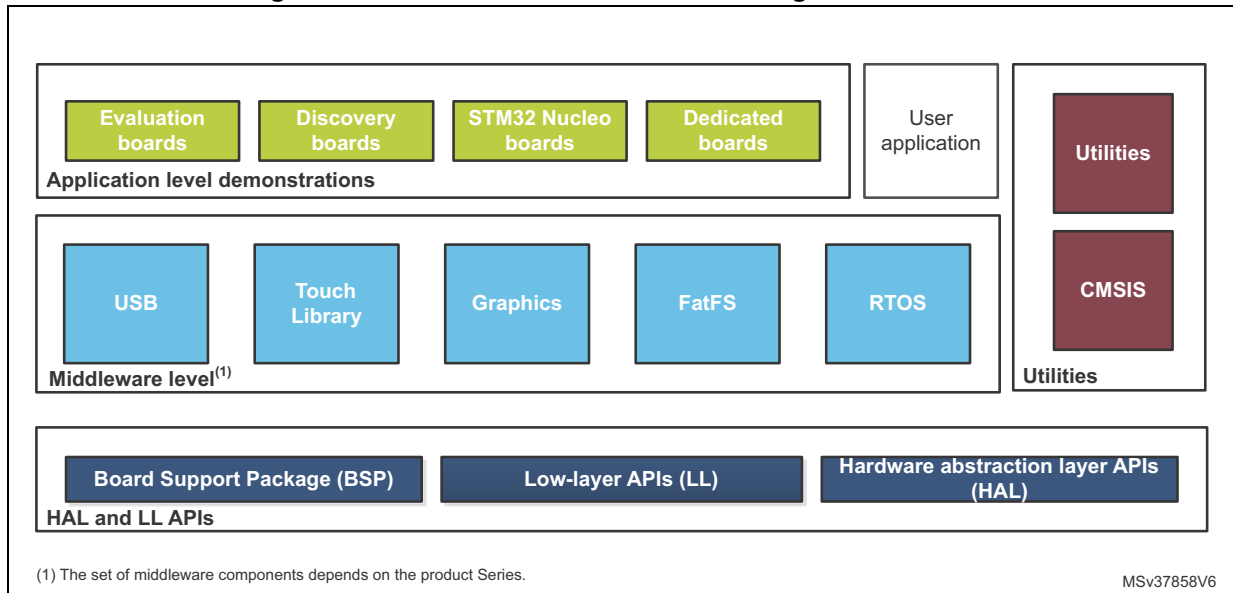 Evaluation
boards
Discovery
boards
STM32 Nucleo
boards
Dedicated
boards
Application level demonstrations
User
application
Utilities
CMSIS
Utilities
USB
Touch
Library
Graphics
FatFS
RTOS
Middleware level(1)
Board Support Package (BSP)
Low-layer APIs (LL)
Hardware abstraction layer APIs
(HAL)
HAL and LL APIs
(1) The set of middleware components depends on the product Series.
MSv37858V6